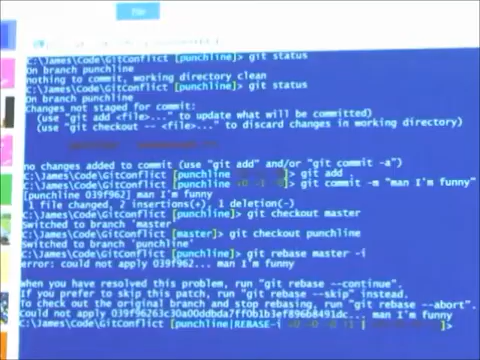 C:\James\Code\GitConflict [punchline]> git status
On branch punchline
nothing to commit, working directory clean
C:\James\Code\GitConflict [punchline]> git status
On branch punchline
Changes not staged for commit:
(use "git add <file>..." to update what will be committed)
(use "git checkout -- <file>..." to discard changes in working directory)
no changes added to commit (use "git add" and/or "git commit -a")
C:\James\Code\GitConflict [punchline]> git add .
C:\James\Code\GitConflict [punchline]> git commit -m "man I'm funny"
[punchline 039f962] man I'm funny
1 file changed, 2 insertions(+), 1 deletion(-)
C:\James\Code\GitConflict [punchline]> git checkout master
Switched to branch 'master'
C:\James\Code\GitConflict [master]> git checkout punchline
Switched to branch 'punchline'
C:\James\Code\GitConflict [punchline]> git rebase master -i
error: could not apply 039f962... man I'm funny
When you have resolved this problem, run "git rebase --continue".
If you prefer to skip this patch, run "git rebase --skip" instead.
To check out the original branch and stop rebasing, run "git rebase --abort".
Could not apply man I'm funny
C:\James\Code\GitConflict [punchline|REBASE-i